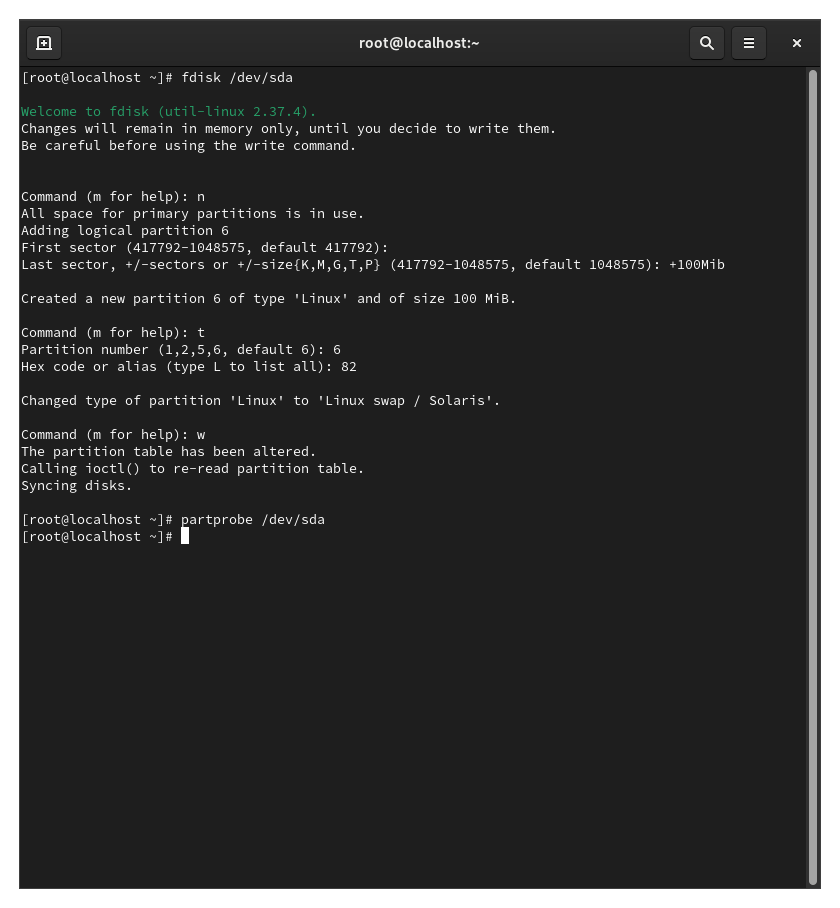 root@localhost:~
[root@localhost ~]# fdisk /dev/sda
Welcome to fdisk (util-linux 2.37.4).
Changes will remain in memory only, until you decide to write them.
Be careful before using the write command.
Command (m for help): n
All space for primary partitions is in use.
Adding logical partition 6
First sector (417792-1048575, default 417792):
Last sector, +/-sectors or +/-size{K,M,G,T,P} (417792-1048575, default 1048575): +100Mib
Created a new partition 6 of type 'Linux' and of size 100 MiB.
Command (m for help): t
Partition number (1,2,5,6, default 6): 6
Hex code or alias (type L to list all): 82
Changed type of partition 'Linux' to 'Linux swap / Solaris'.
Command (m for help): w
The partition table has been altered.
Calling ioctl() to re-read partition table.
Syncing disks.
[root@localhost ~]# partprobe /dev/sda
[root@localhost ~]#